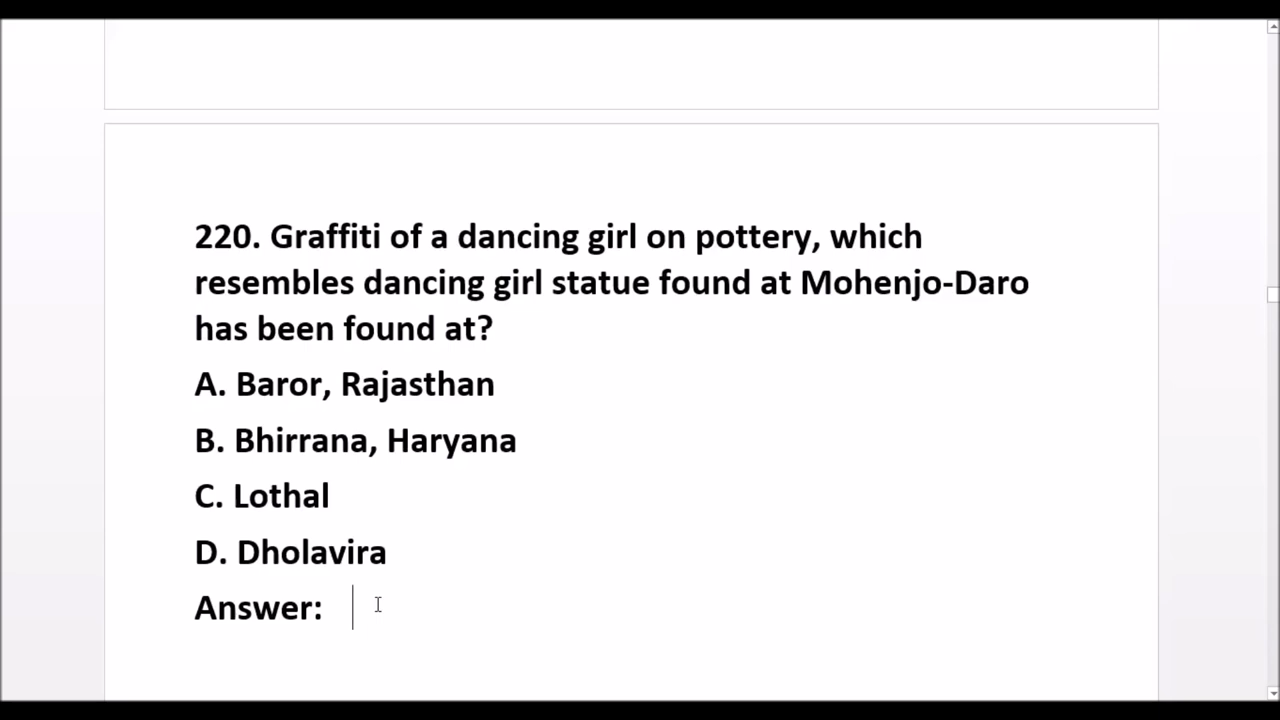 220. Graffiti of a dancing girl on pottery, which
resembles dancing girl statue found at Mohenjo-Daro
has been found at?
A. Baror, Rajasthan
B. Bhirrana, Haryana
C. Lothal
D. Dholavira
Answer: